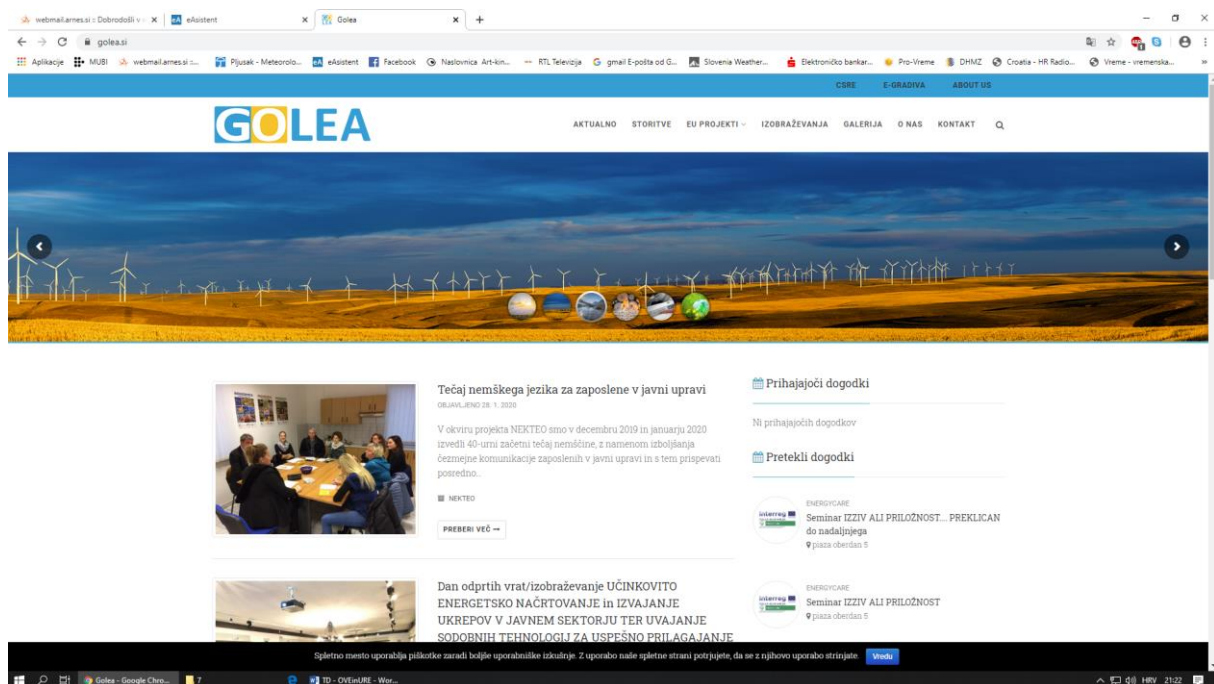 webmail.arnes.si :: Dobrodošli v
eAsistent
Golea
golea.si
Aplikacije
MUBI
webmail.arnes.si ::...
Pljusak - Meteorolo...
eAsistent
Facebook
Naslovnica Art-kin...
RTL Televizija
gmail E-pošta od G...
Slovenia Weather...
Elektroničko bankar...
Pro-Vreme
DHMZ
Croatia - HR Radio...
Vreme - vremenska...
CSRE E-GRADIVA ABOUT US
GOLEA
AKTUALNO STORITVE EU PROJEKTI IZOBRAŽEVANJA GALERIJA O NAS KONTAKT
Tečaj nemškega jezika za zaposlene v javni upravi
OBJAVLJENO 28. 1. 2020
V okviru projekta NEKTEO smo v decembru 2019 in januarju 2020
izvedli 40-urni začetni tečaj nemščine, z namenom izboljšanja
čezmejne komunikacije zaposlenih v javni upravi in s tem prispevati
posredno...
NEKTEO
PREBERI VEČ
Dan odprtih vrat/izobraževanje UČINKOVITO
ENERGETSKO NAČRTOVANJE in IZVAJANJE
UKREPOV V JAVNEM SEKTORJU TER UVAJANJE
SODOBNIH TEHNOLOGIJ ZA USPEŠNO PRILAGAJANJE
Prihajajoči dogodki
Ni prihajajočih dogodkov
Pretekli dogodki
interreg
ENERGYCARE
Seminar IZZIV ALI PRILOŽNOST.... PREKLICAN
do nadaljnjega
piaza oberdan 5
interreg
ENERGYCARE
Seminar IZZIV ALI PRILOŽNOST
piaza oberdan 5
Spletno mesto uporablja piškotke zaradi boljše uporabniške izkušnje. Z uporabo naše spletne strani potrjujete, da se z njihovo uporabo strinjate.
Vredu
Golea - Google Chro...
7
TD - OVEinURE - Wor...
HRV
21:22